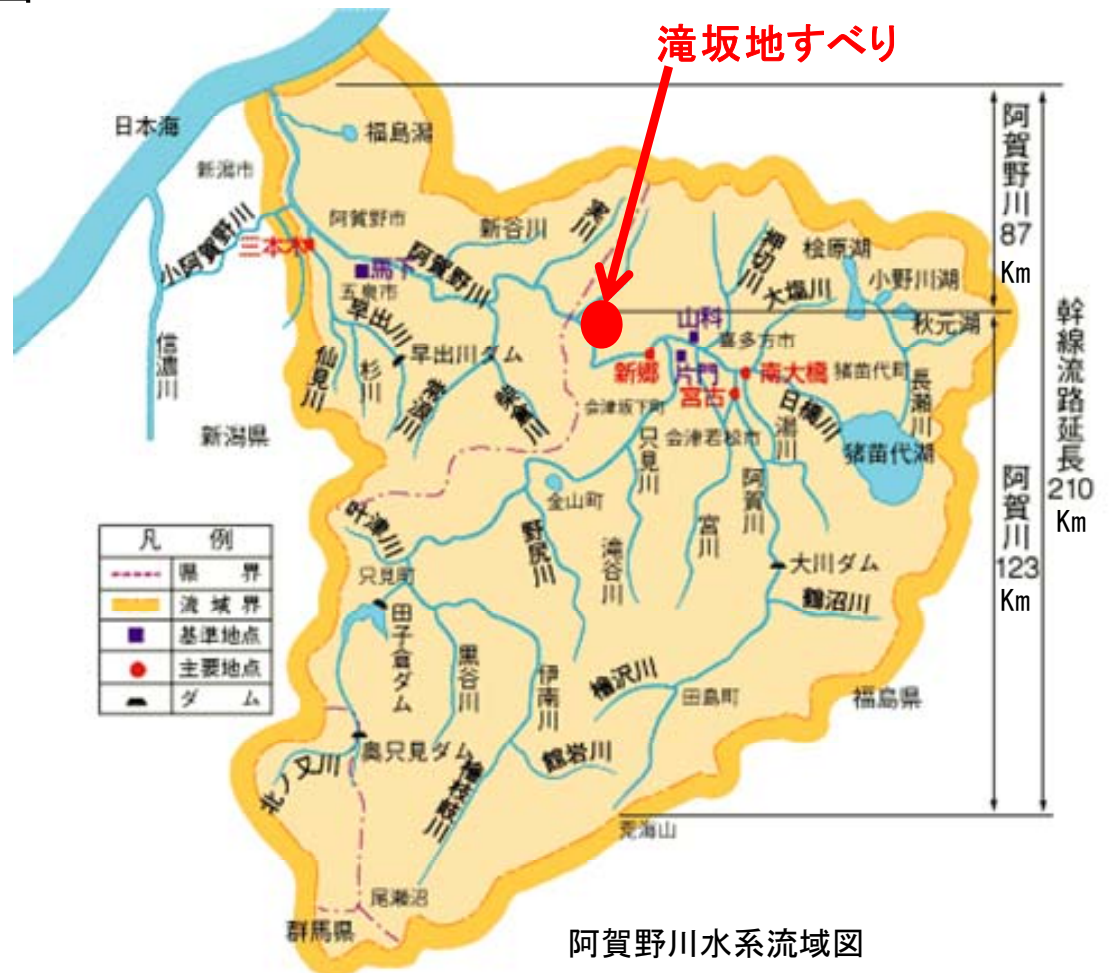 滝坂地すべり
日本海
福島潟
新潟市
阿賀野市
小阿賀野川
三本木
馬下
五泉市
阿賀野川
新谷川
実川
押切川
桧原湖
大塩川
小野川湖
秋元湖
早出川
早出川ダム
仙見川
杉川
常浪川
信濃川
新潟県
山科
喜多方市
新郷
片門
南大橋
猪苗代町
宮古
会津坂下町
会津若松市
日橋川
湯川
長瀬川
猪苗代湖
只見川
阿賀川
金山町
宮川
叶津川
野尻川
滝谷川
只見町
大川ダム
鶴沼川
田子倉ダム
黒谷川
伊南川
檜沢川
田島町
福島県
奥只見ダム
北ノ又川
舘岩川
檜枝岐川
荒海山
尾瀬沼
群馬県
凡 例
県 界
流域界
基準地点
主要地点
ダ ム
阿賀野川
87
Km
阿賀川
123
Km
幹線流路延長
210
Km
阿賀野川水系流域図